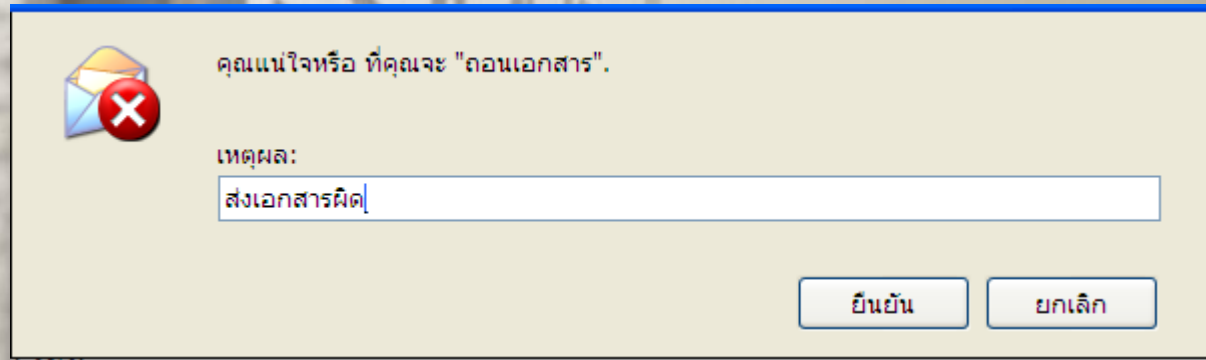 คุณแน่ใจหรือ ที่คุณจะ "ถอนเอกสาร".
เหตุผล:
ส่งเอกสารผิด
ยืนยัน ยกเลิก